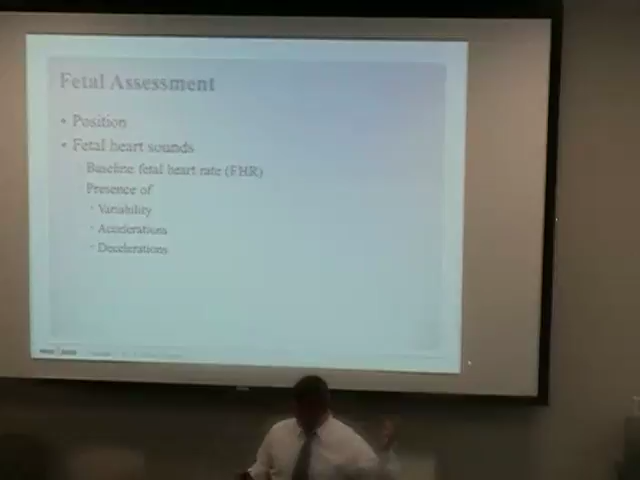 Fetal Assessment
• Position
• Fetal heart sounds
Baseline fetal heart rate (FHR)
Presence of
• Variability
• Accelerations
• Decelerations